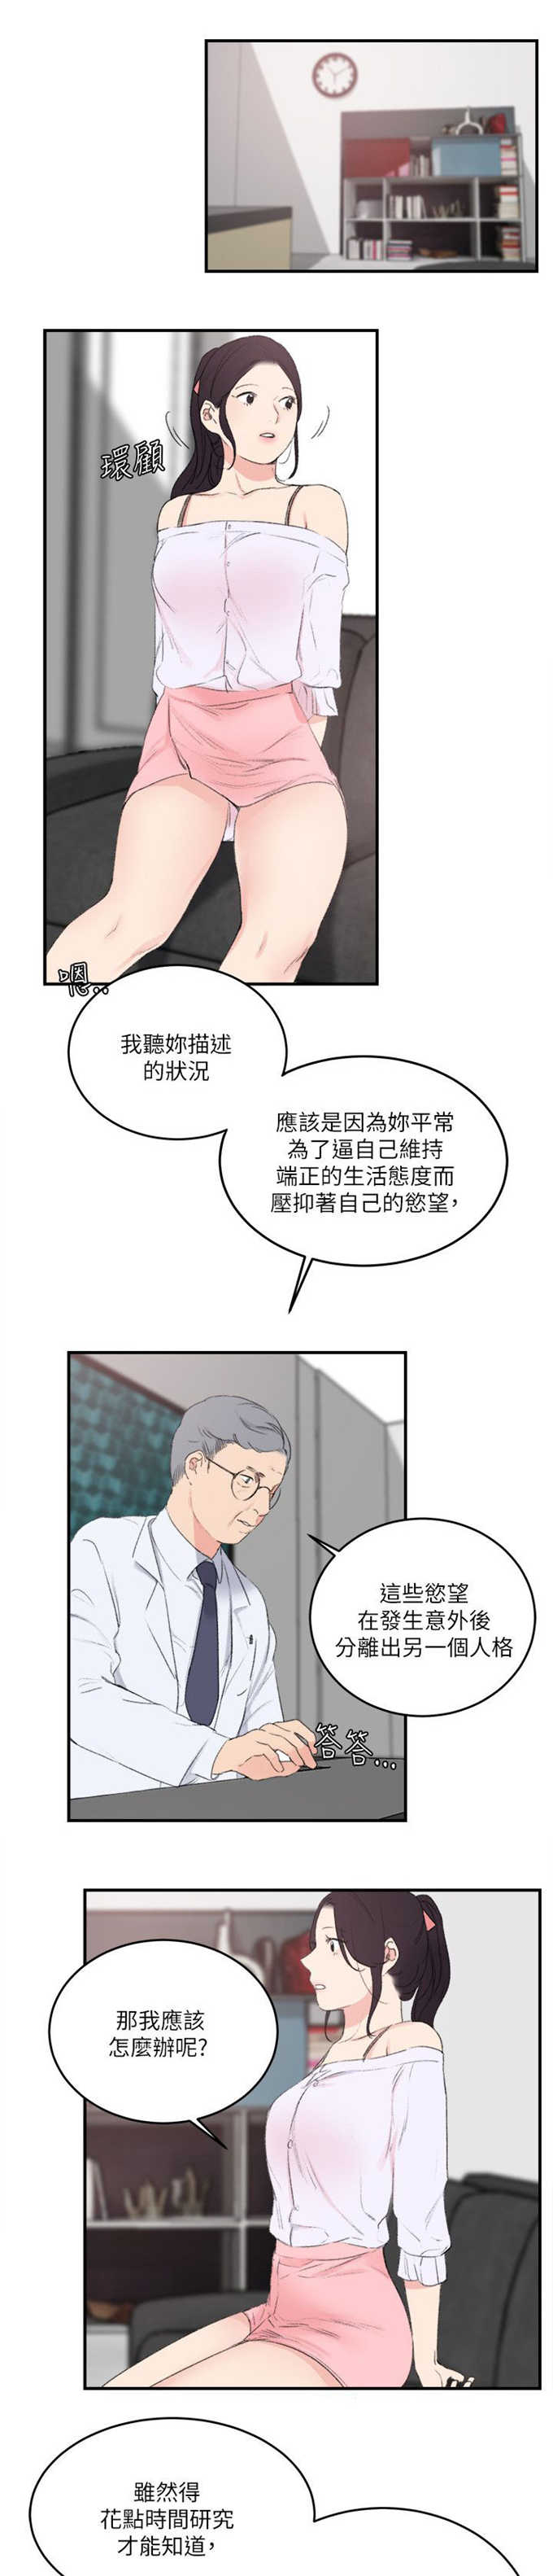 環顧
嗯..
我聽妳描述
的狀況
應該是因為妳平常
為了逼自己維持
端正的生活態度而
壓抑著自己的慾望，
這些慾望
在發生意外後
分離出另一個人格
答答...
那我應該
怎麼辦呢?
雖然得
花點時間研究
才能知道，